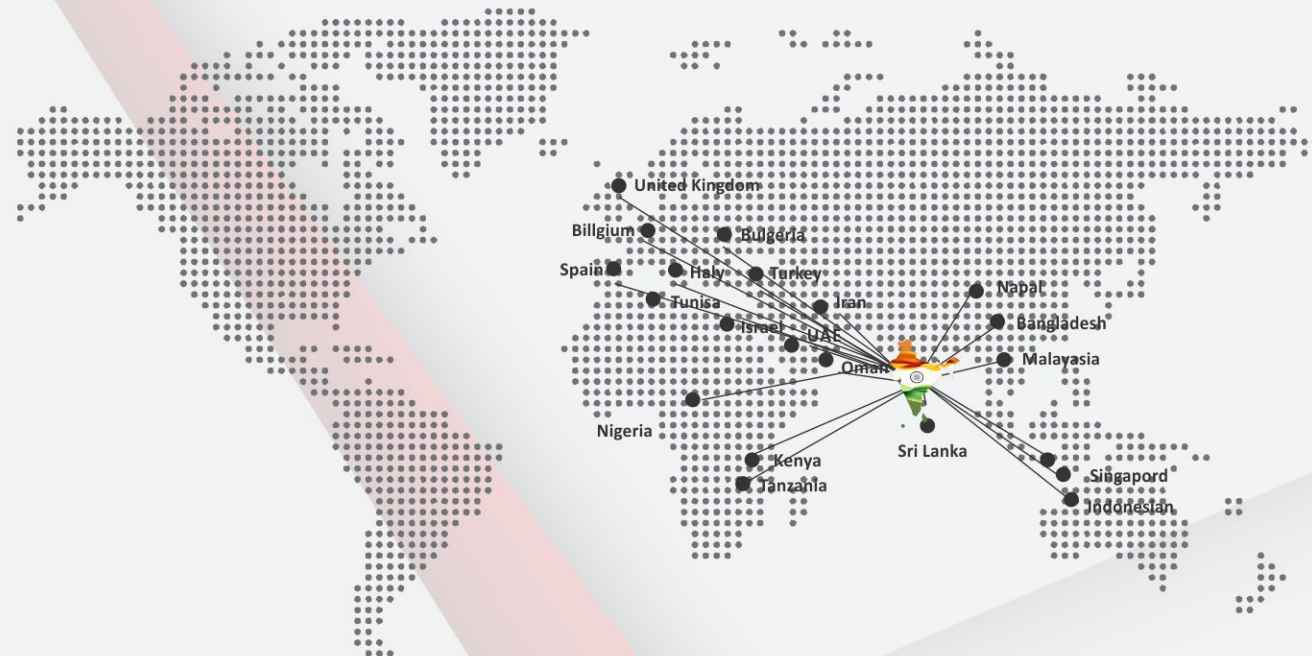 United Kingdom
Billgium
Bulgeria
Spain
Haly
Turkey
Tunisa
Iran
Napal
Israel
UAE
Bangladesh
Oman
Malayasia
Nigeria
Sri Lanka
Kenya
Singapord
Tanzania
Indonesian